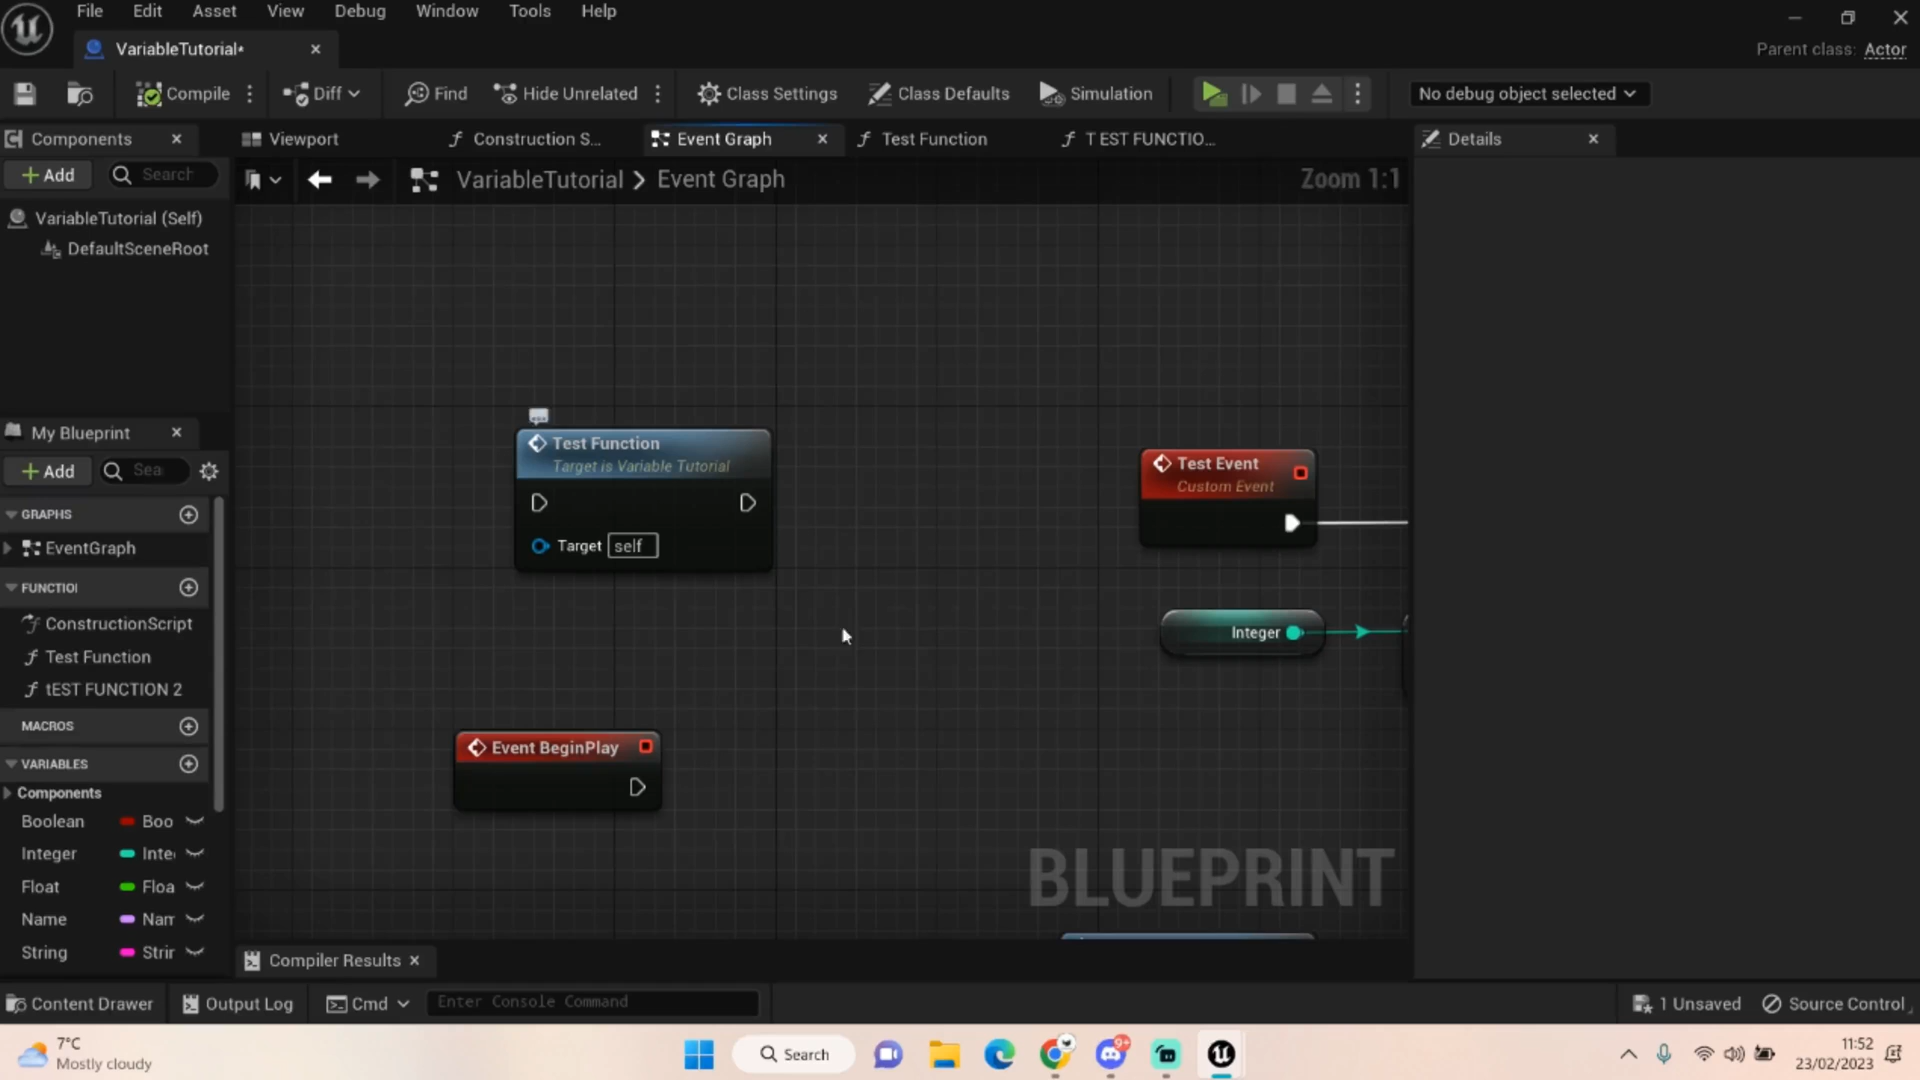 File Edit Asset View Debug Window Tools Help
VariableTutorial*
Parent class: Actor
Compile Diff Find Hide Unrelated Class Settings Class Defaults Simulation No debug object selected
Components Viewport Construction S... Event Graph Test Function T EST FUNCTIO... Details
+ Add Search VariableTutorial > Event Graph Zoom 1:1
VariableTutorial (Self)
DefaultSceneRoot
My Blueprint
+ Add Sea
Test Function
Target is Variable Tutorial
Target self
Test Event
Custom Event
Integer
Event BeginPlay
GRAPHS
EventGraph
FUNCTIOI
ConstructionScript
Test Function
tEST FUNCTION 2
MACROS
VARIABLES
Components
Boolean Boo
Integer Inte
Float Floa
Name Nam
String Strir
BLUEPRINT
Compiler Results
Content Drawer Output Log Cmd Enter Console Command 1 Unsaved Source Control
7°C
Mostly cloudy
Search
9+
11:52
23/02/2023